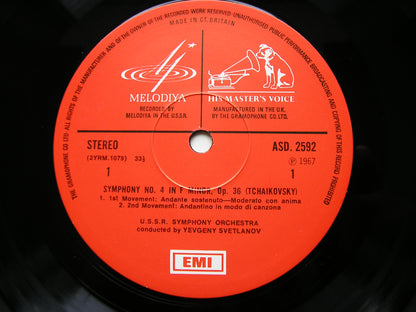 ALL RIGHTS OF THE MANUFACTURER AND OF THE OWNER OF THE RECORDED WORK RESERVED UNAUTHORISED PUBLIC PERFORMANCE BROADCASTING AND COPYING OF THIS RECORD PROHIBITED
MADE IN GT. BRITAIN
MELODIYA
HIS MASTER'S VOICE
RECORDED BY
MELODIYA IN THE U.S.S.R.
MANUFACTURED IN THE U.K.
BY THE GRAMOPHONE CO. LTD.
STEREO
ASD. 2592
(3YRM.1679) 33⅓
℗ 1967
1
1
SYMPHONY NO. 4 IN F MINOR, Op. 36 (TCHAIKOVSKY)
1. 1st Movement: Andante sostenuto—Moderato con anima
2. 2nd Movement: Andantino in modo di canzona
U.S.S.R. SYMPHONY ORCHESTRA
conducted by YEVGENY SVETLANOV
EMI
THE GRAMOPHONE CO LTD